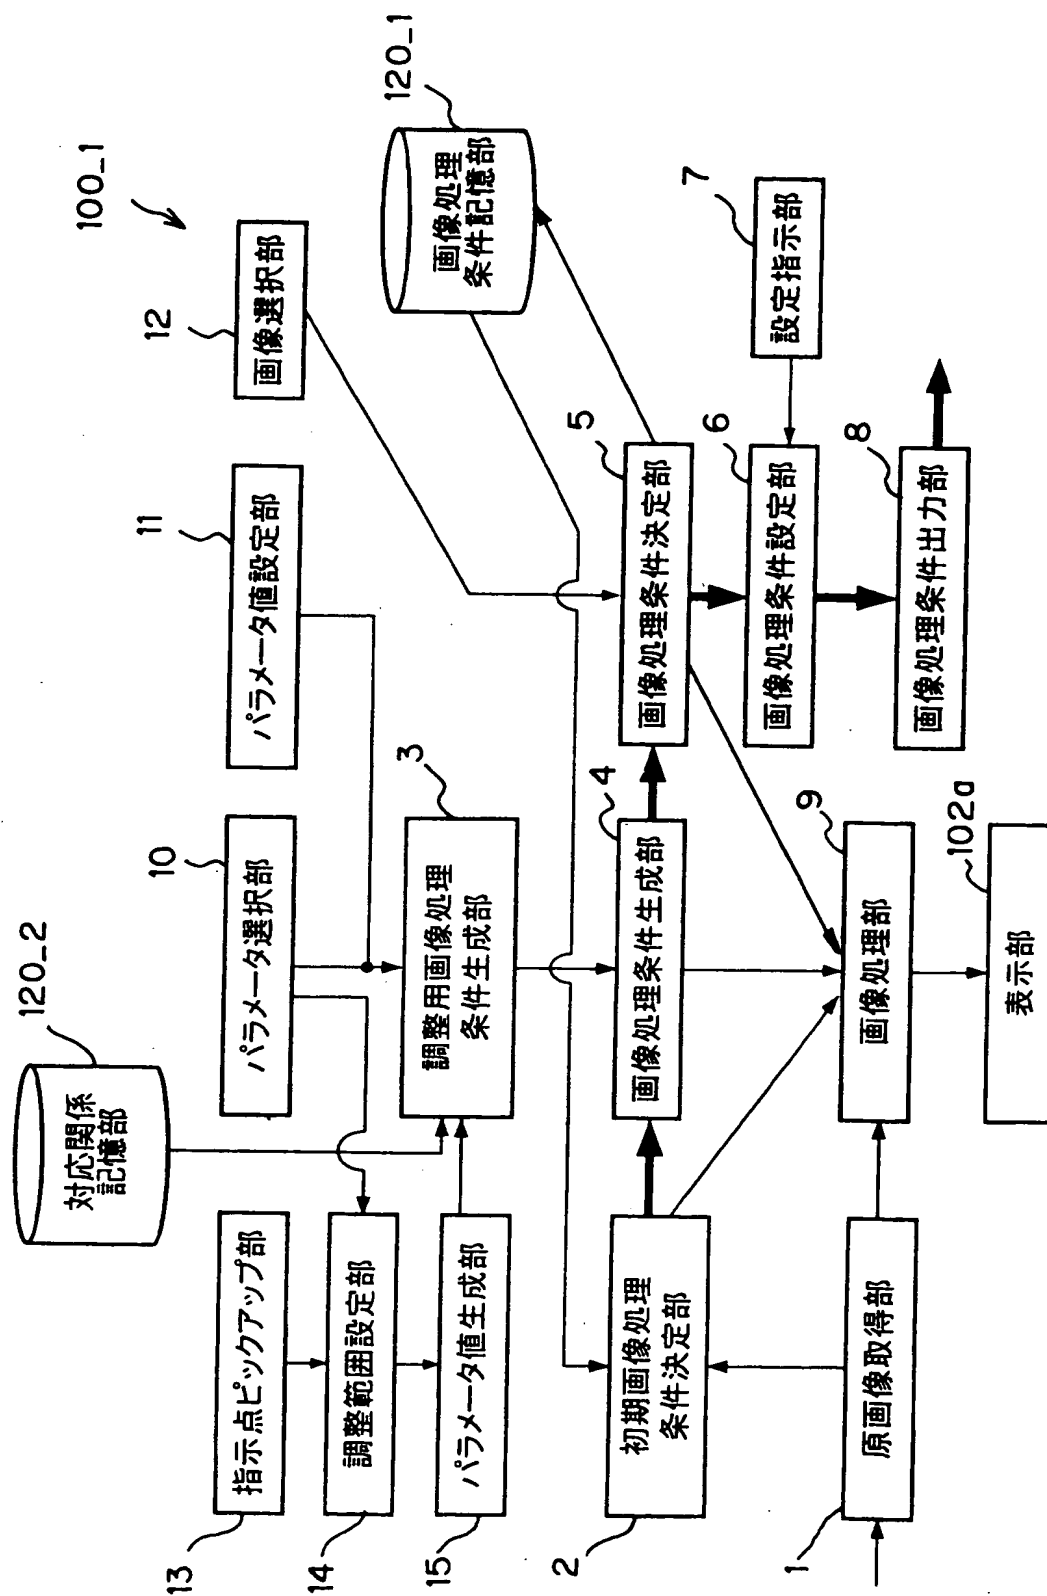 100_1
120_2
対応関係
記憶部
10
パラメータ選択部
11
パラメータ値設定部
12
画像選択部
120_1
画像処理
条件記憶部
13
指示点ピックアップ部
14
調整範囲設定部
15
パラメータ値生成部
3
調整用画像処理
条件生成部
2
初期画像処理
条件決定部
4
画像処理条件生成部
5
画像処理条件決定部
6
画像処理条件設定部
7
設定指示部
8
画像処理条件出力部
1
原画像取得部
9
画像処理部
102a
表示部